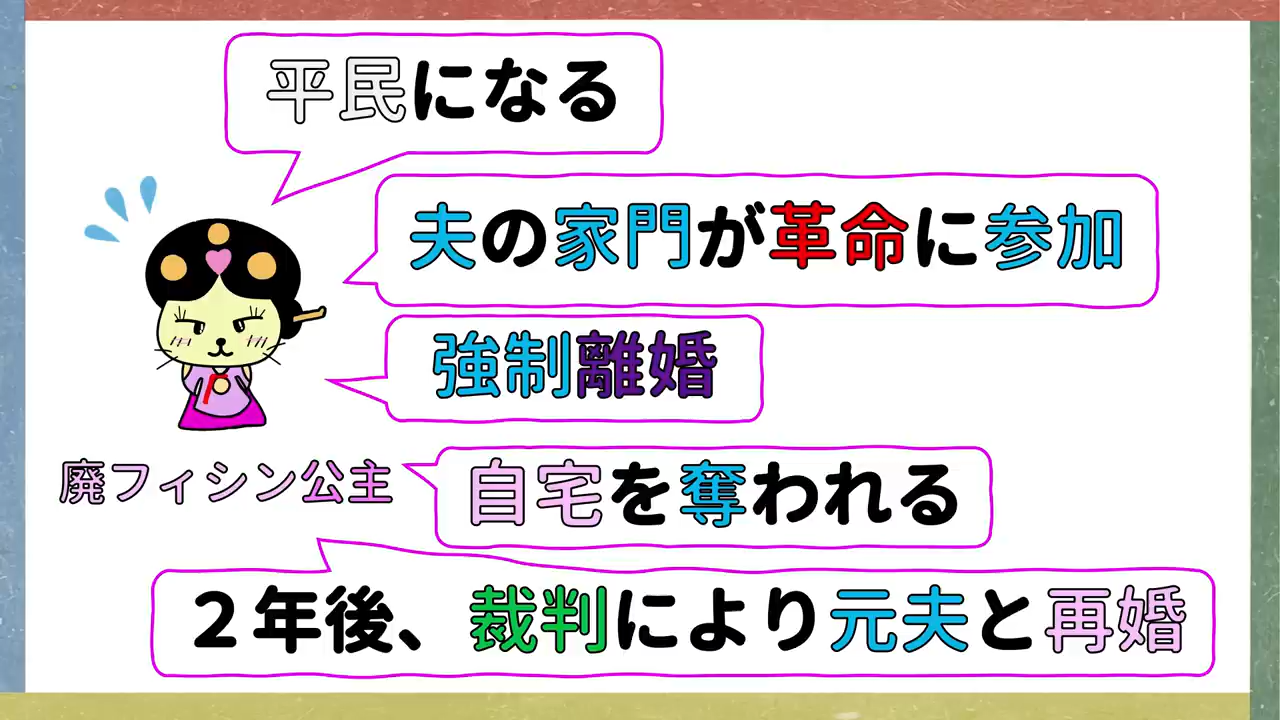 平民になる
夫の家門が革命に参加
強制離婚
廃フィシン公主
自宅を奪われる
２年後、裁判により元夫と再婚